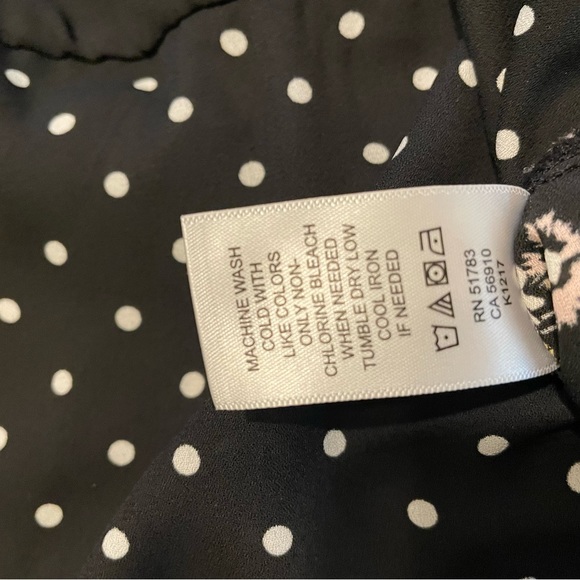 MACHINE WASH
COLD WITH
LIKE COLORS
ONLY NON-
CHLORINE BLEACH
WHEN NEEDED
TUMBLE DRY LOW
COOL IRON
IF NEEDED
RN 51783
CA 56910
K1217